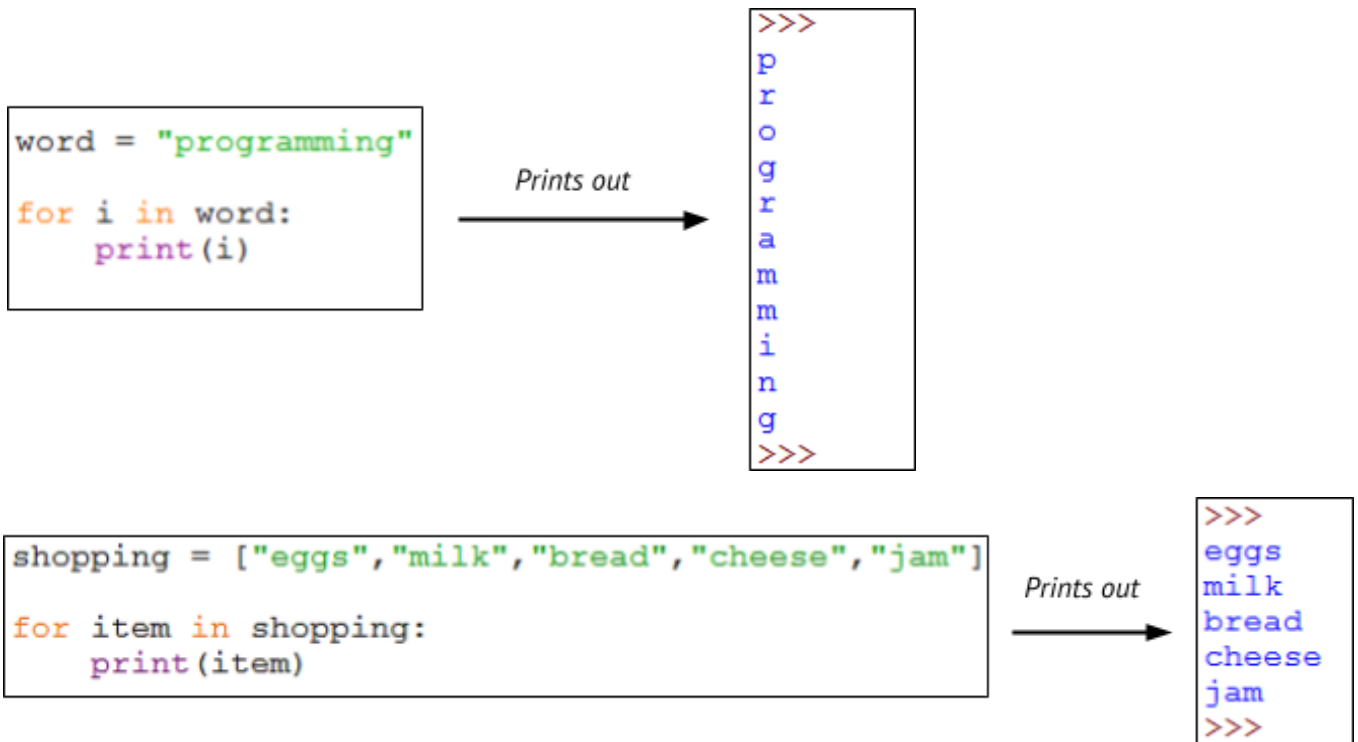 word = "programming"
for i in word:
    print(i)
Prints out
>>>
p
r
o
g
r
a
m
m
i
n
g
>>>
shopping = ["eggs","milk","bread","cheese","jam"]
for item in shopping:
    print(item)
Prints out
>>>
eggs
milk
bread
cheese
jam
>>>